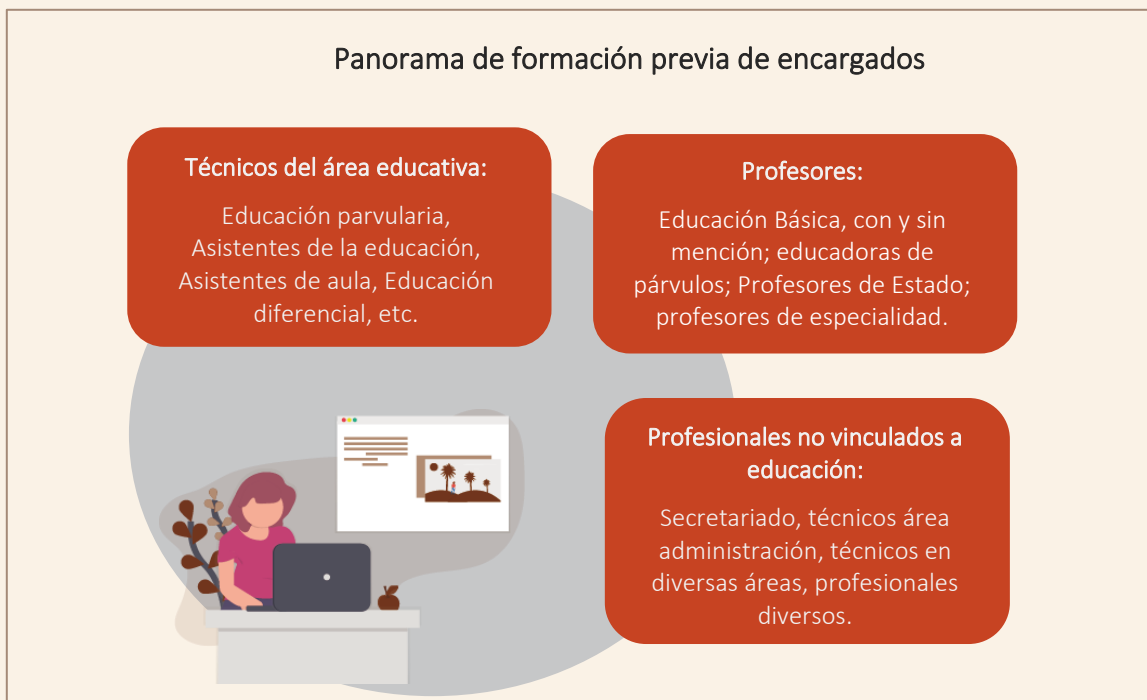 Panorama de formación previa de encargados
Técnicos del área educativa:
Educación parvularia,
Asistentes de la educación,
Asistentes de aula, Educación
diferencial, etc.
Profesores:
Educación Básica, con y sin
mención; educadoras de
párvulos; Profesores de Estado;
profesores de especialidad.
Profesionales no vinculados a
educación:
Secretariado, técnicos área
administración, técnicos en
diversas áreas, profesionales
diversos.